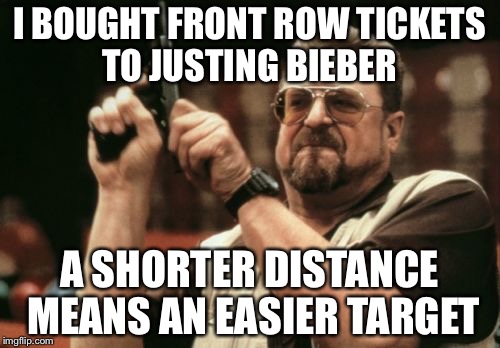 I BOUGHT FRONT ROW TICKETS
TO JUSTING BIEBER
A SHORTER DISTANCE
MEANS AN EASIER TARGET
imgflip.com